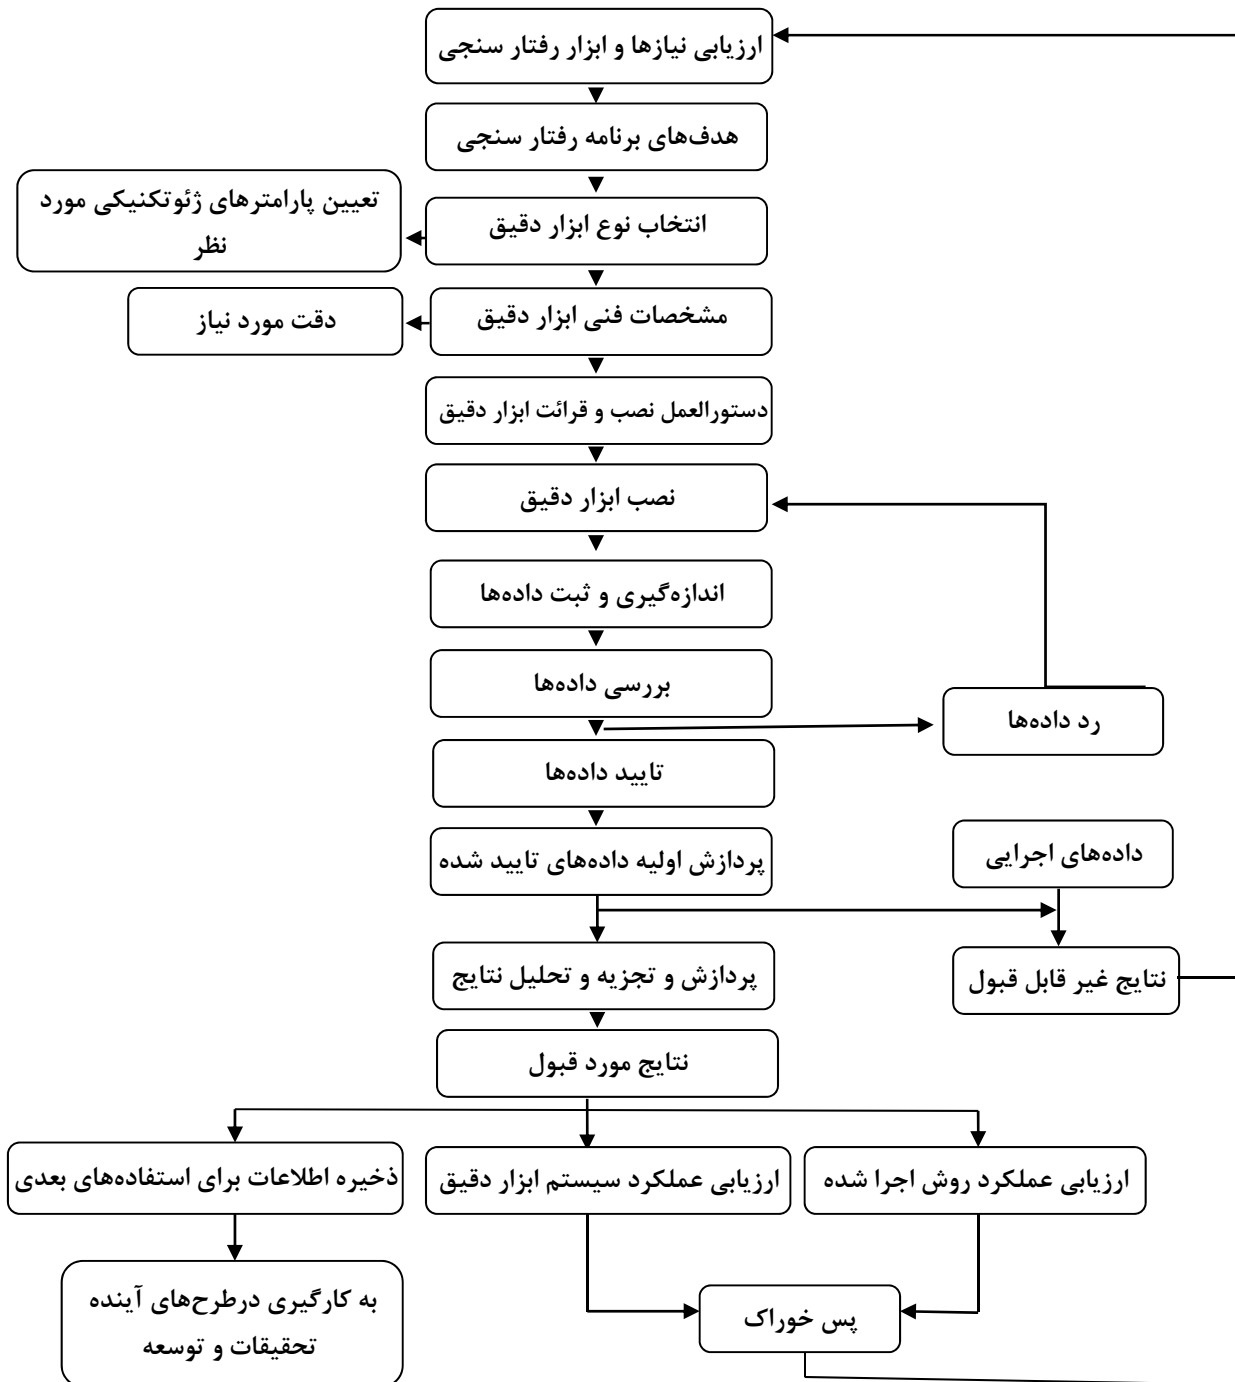 ارزیابی نیازها و ابزار رفتار سنجی
هدف‌های برنامه رفتار سنجی
انتخاب نوع ابزار دقیق
تعیین پارامترهای ژئوتکنیکی مورد
نظر
مشخصات فنی ابزار دقیق
دقت مورد نیاز
دستورالعمل نصب و قرائت ابزار دقیق
نصب ابزار دقیق
اندازه‌گیری و ثبت داده‌ها
بررسی داده‌ها
رد داده‌ها
تایید داده‌ها
پردازش اولیه داده‌های تایید شده
داده‌های اجرایی
پردازش و تجزیه و تحلیل نتایج
نتایج غیر قابل قبول
نتایج مورد قبول
ارزیابی عملکرد روش اجرا شده
ارزیابی عملکرد سیستم ابزار دقیق
ذخیره اطلاعات برای استفاده‌های بعدی
پس خوراک
به کارگیری درطرح‌های آینده
تحقیقات و توسعه